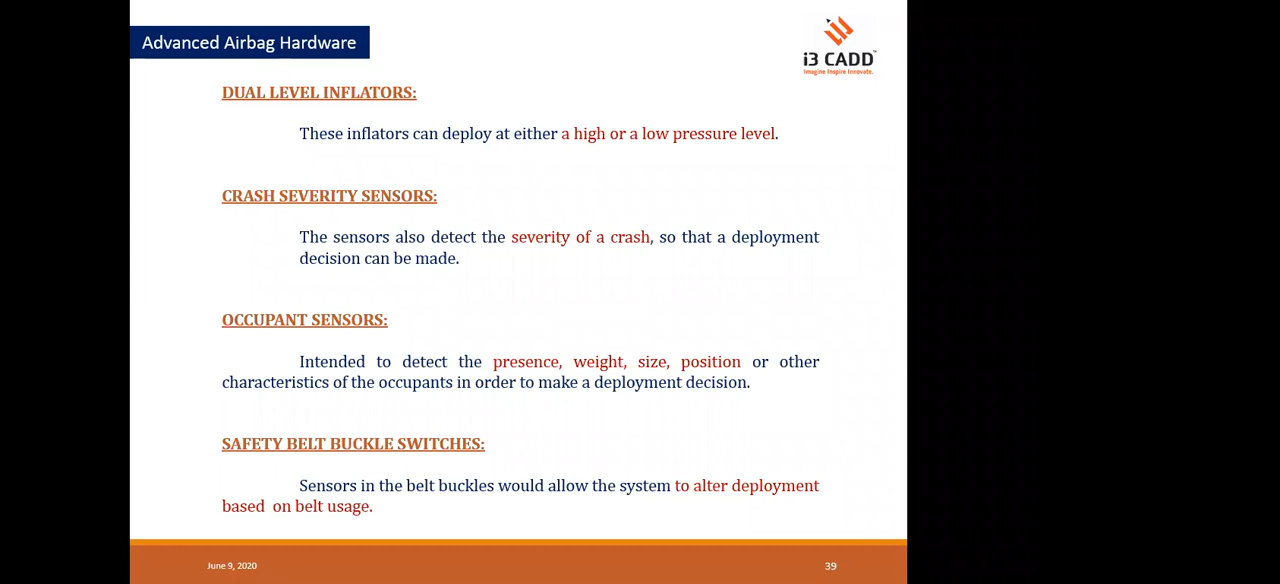 Advanced Airbag Hardware
i3 CADD™
Imagine Inspire Innovate.
DUAL LEVEL INFLATORS:
These inflators can deploy at either a high or a low pressure level.
CRASH SEVERITY SENSORS:
The sensors also detect the severity of a crash, so that a deployment
decision can be made.
OCCUPANT SENSORS:
Intended to detect the presence, weight, size, position or other
characteristics of the occupants in order to make a deployment decision.
SAFETY BELT BUCKLE SWITCHES:
Sensors in the belt buckles would allow the system to alter deployment
based on belt usage.
June 9, 2020
39